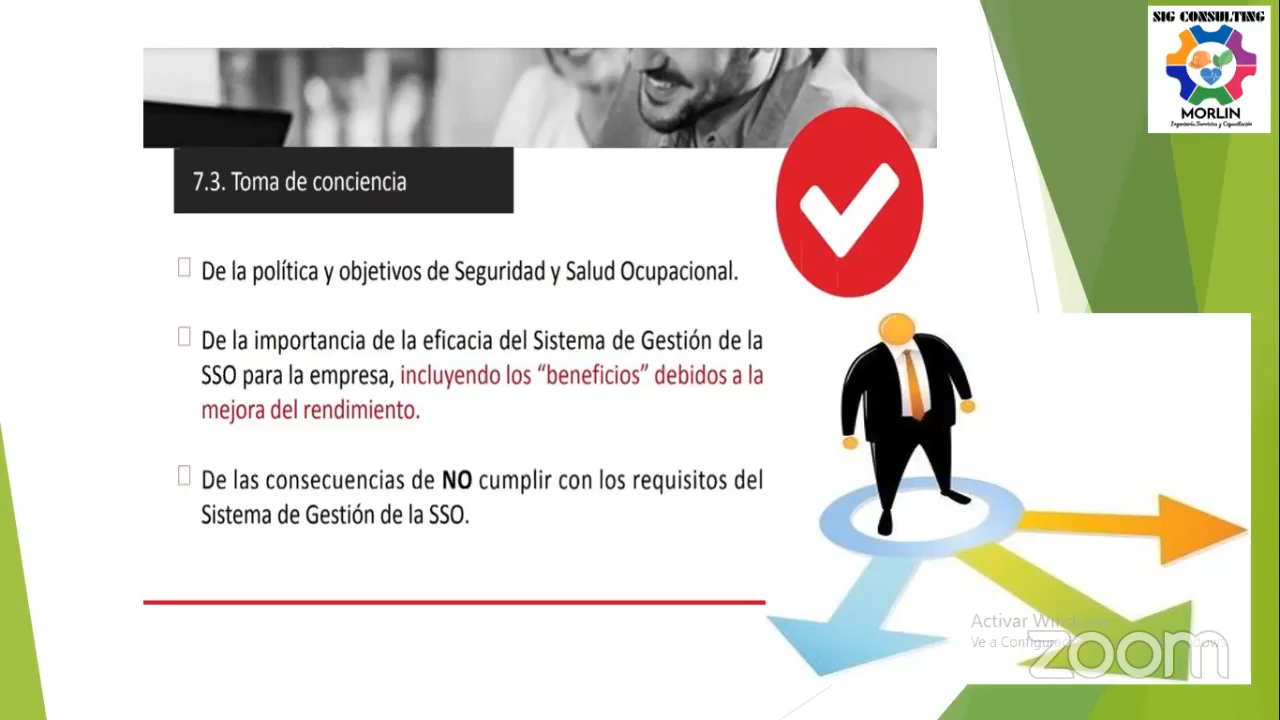 SIG CONSULTING
MORLIN
Ingeniería, Servicios y Capacitación
7.3. Toma de conciencia
De la política y objetivos de Seguridad y Salud Ocupacional.
De la importancia de la eficacia del Sistema de Gestión de la
SSO para la empresa, incluyendo los “beneficios” debidos a la
mejora del rendimiento.
De las consecuencias de NO cumplir con los requisitos del
Sistema de Gestión de la SSO.
Activar Windows
Ve a
zoom